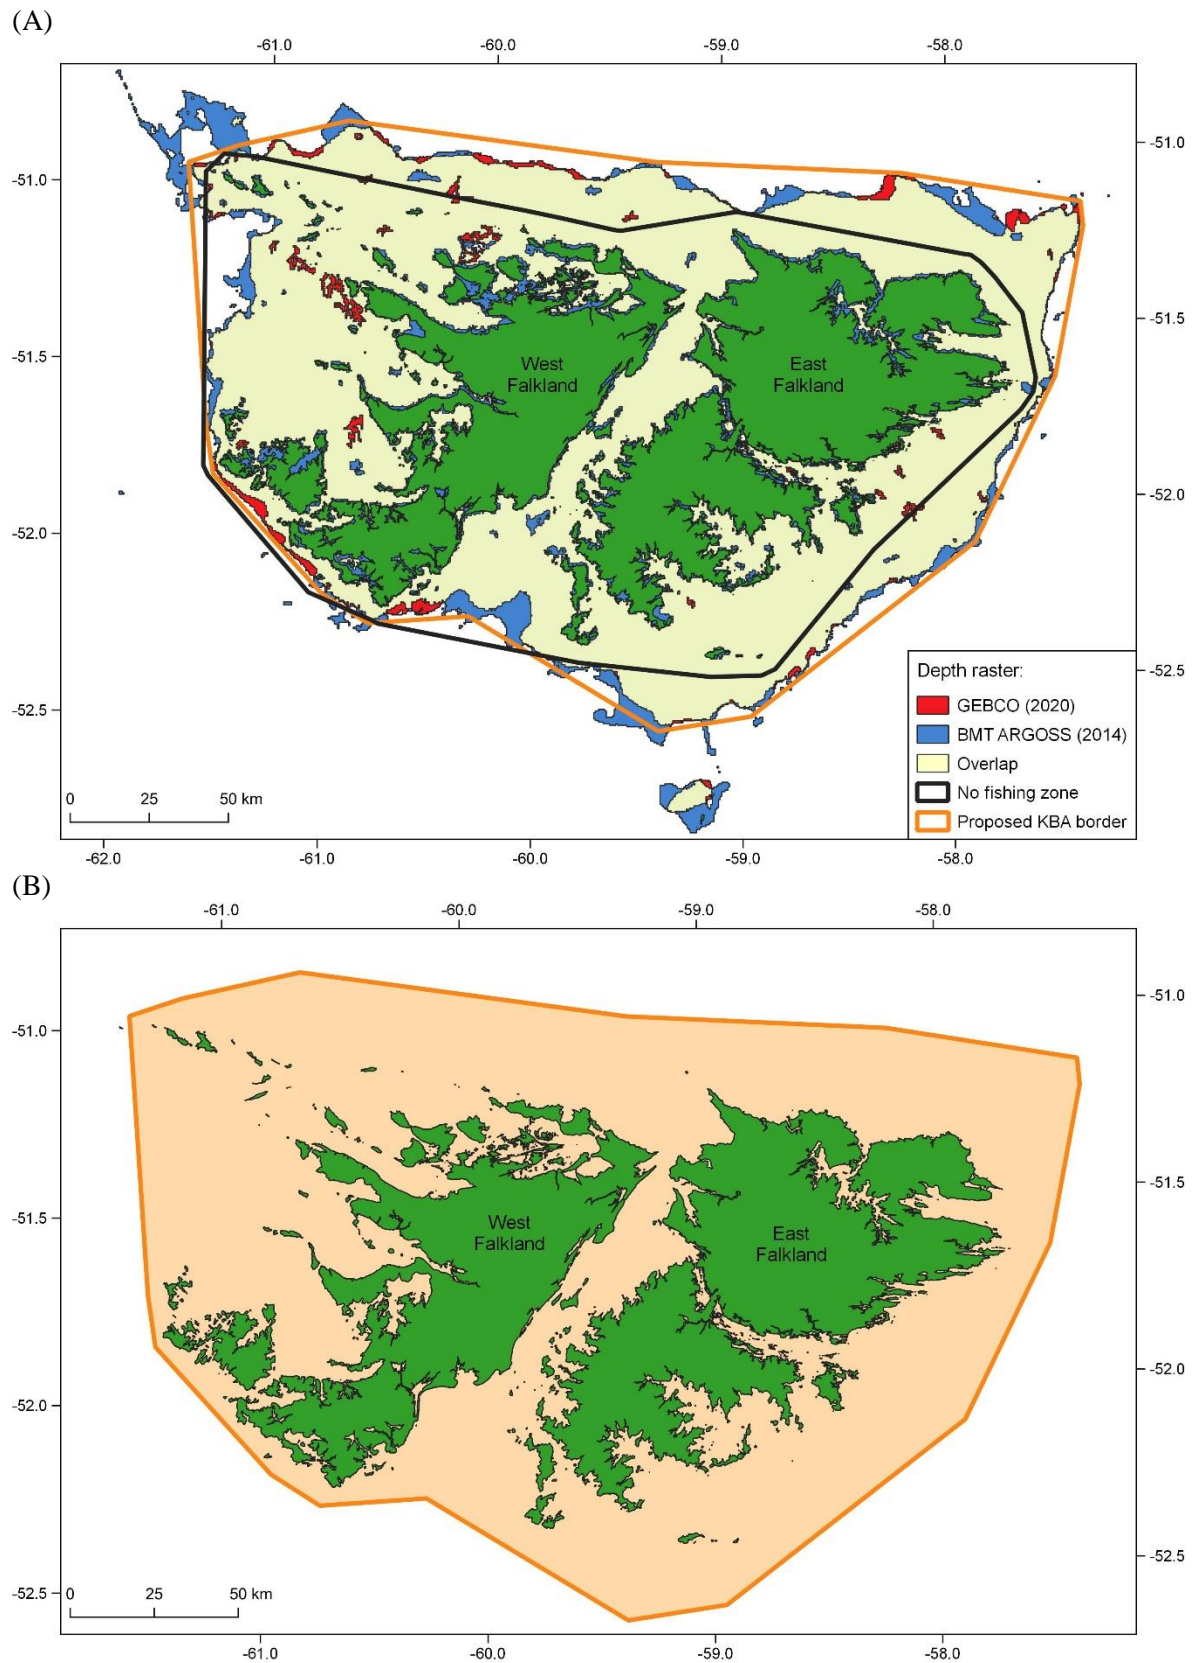 (A)
-61.0 -60.0 -59.0 -58.0
-51.0
-51.0
-51.5
-51.5
West
Falkland
East
Falkland
-52.0
-52.0
-52.5
-52.5
Depth raster:
GEBCO (2020)
BMT ARGOSS (2014)
Overlap
No fishing zone
Proposed KBA border
0 25 50 km
-62.0 -61.0 -60.0 -59.0 -58.0
(B)
-61.0 -60.0 -59.0 -58.0
-51.0
-51.0
-51.5
-51.5
West
Falkland
East
Falkland
-52.0
-52.0
-52.5
-52.5
0 25 50 km
-61.0 -60.0 -59.0 -58.0